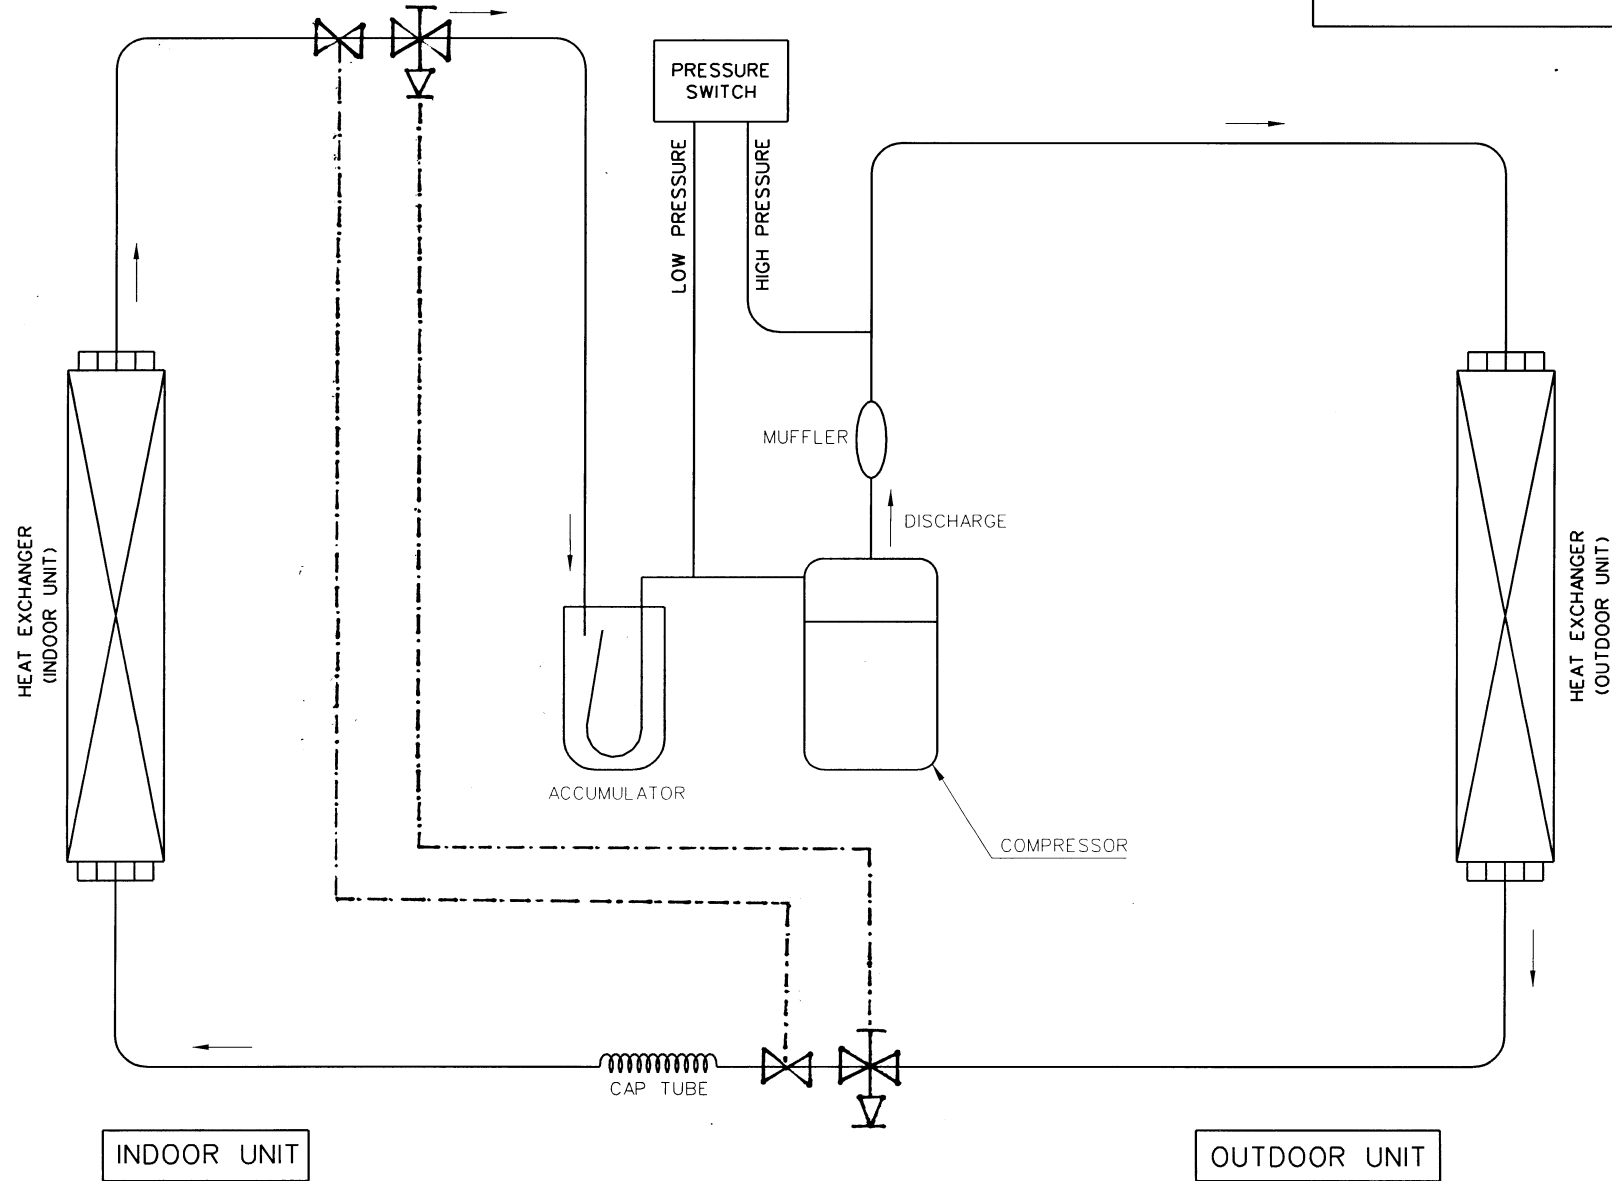 PRESSURE
SWITCH
LOW PRESSURE
HIGH PRESSURE
MUFFLER
DISCHARGE
HEAT EXCHANGER
(INDOOR UNIT)
HEAT EXCHANGER
(OUTDOOR UNIT)
ACCUMULATOR
COMPRESSOR
CAP TUBE
INDOOR UNIT
OUTDOOR UNIT